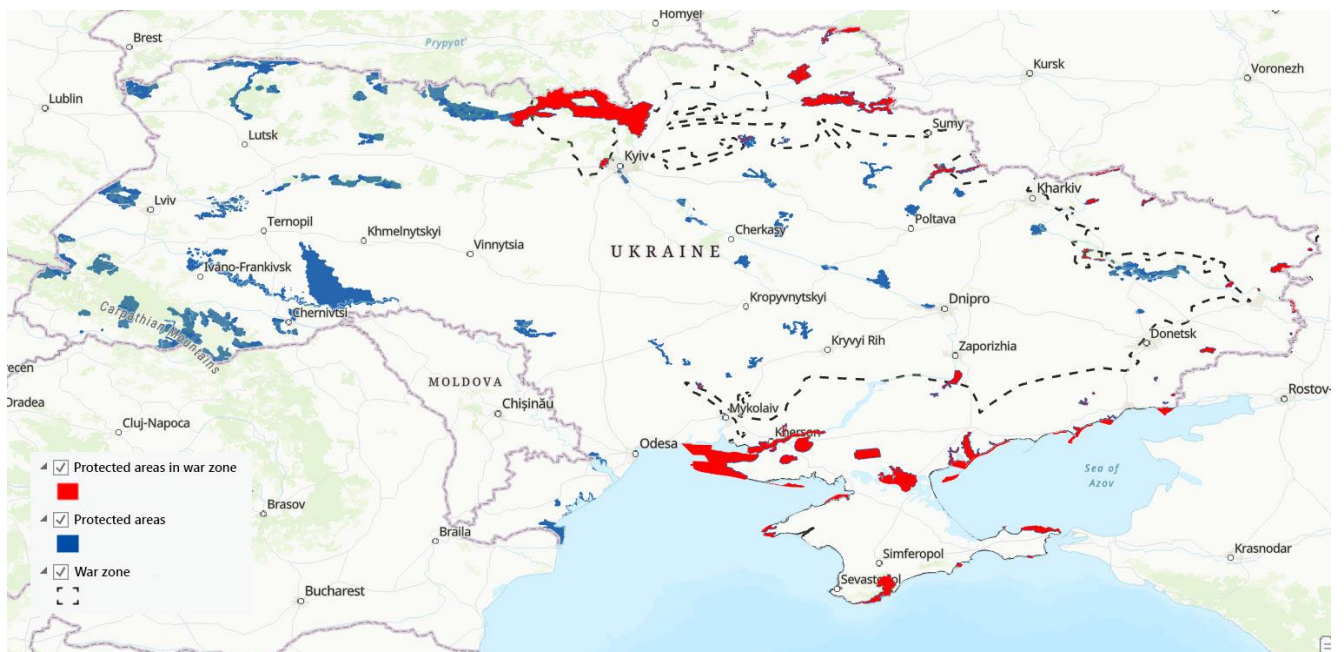 Homyel
Brest
Prypyat'
Kursk
Voronezh
Lublin
Lutsk
Sumy
Kyiv
Kharkiv
Lviv
Ternopil
Khmelnytskyi
Vinnytsia
UKRAINE
Cherkasy
Poltava
Ivano-Frankivsk
Carpathian Mountains
Chernivtsi
Kropyvnytskyi
Dnipro
Donetsk
Kryvyi Rih
Zaporizhia
recen
MOLDOVA
Oradea
Chișinău
Cluj-Napoca
Mykolaiv
Kherson
Rostov-
Odesa
Sea of
Azov
Protected areas in war zone
Protected areas
War zone
Brasov
Braila
Simferopol
Sevastopol
Krasnodar
Bucharest